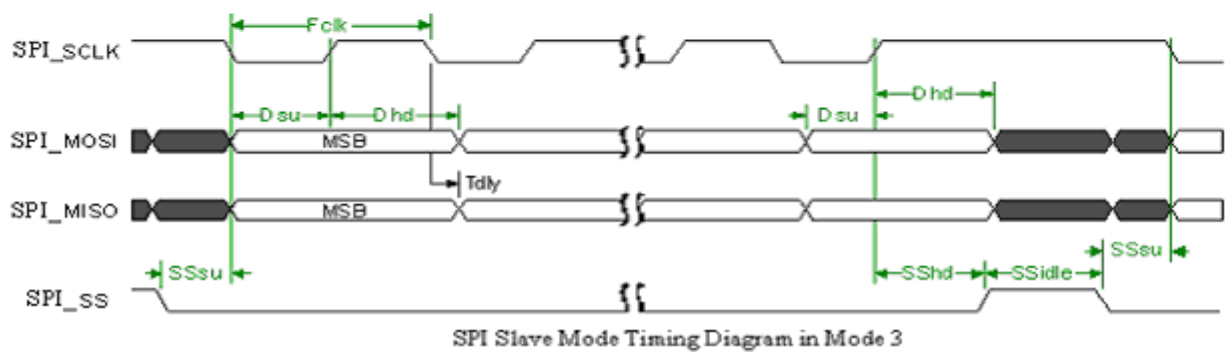 Fclk
SPI_SCLK
Dhd
Dsu Dhd Dsu
SPI_MOSI MSB
Tdly
SPI_MISO MSB
SSsu SShd SSidle SSsu
SPI_SS
SPI Slave Mode Timing Diagram in Mode 3